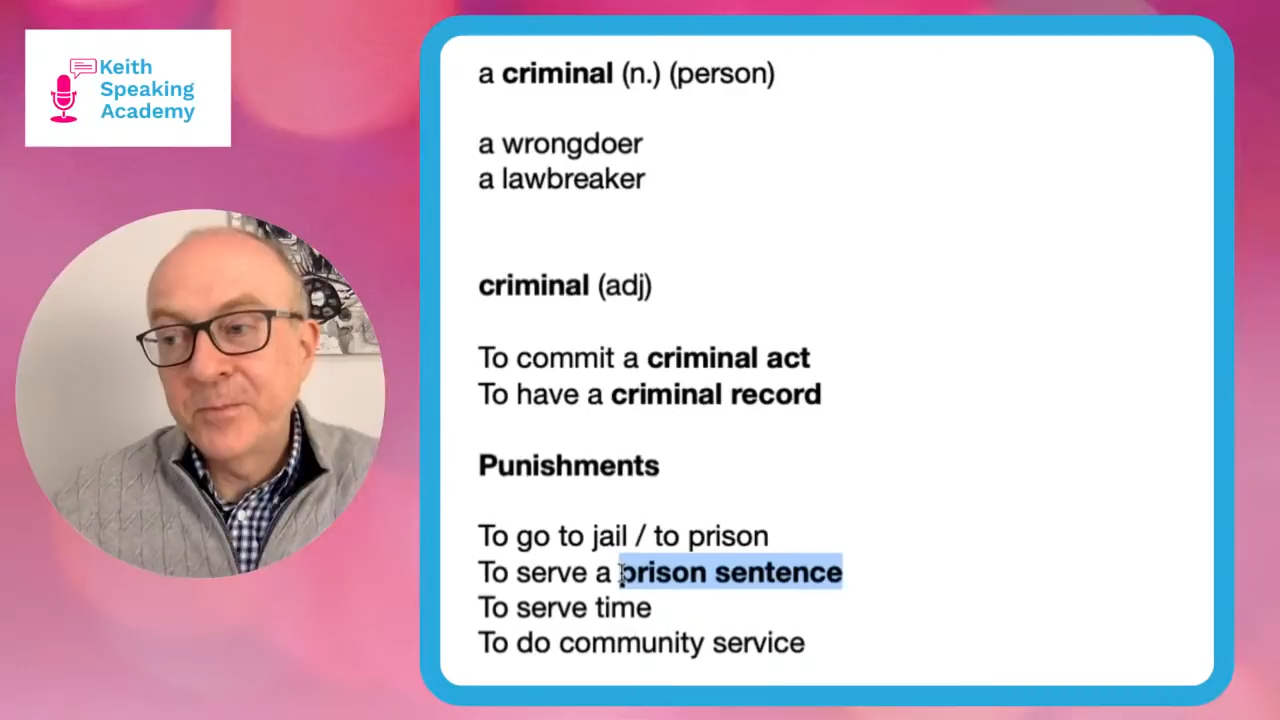 Keith
Speaking
Academy
a criminal (n.) (person)
a wrongdoer
a lawbreaker
criminal (adj)
To commit a criminal act
To have a criminal record
Punishments
To go to jail / to prison
To serve a prison sentence
To serve time
To do community service